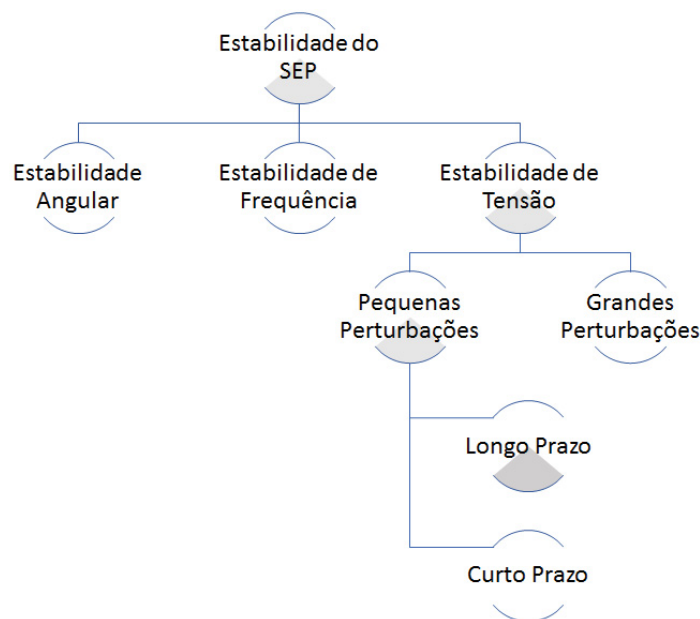 Estabilidade do
SEP
Estabilidade
Angular
Estabilidade de
Frequência
Estabilidade de
Tensão
Pequenas
Perturbações
Grandes
Perturbações
Longo Prazo
Curto Prazo